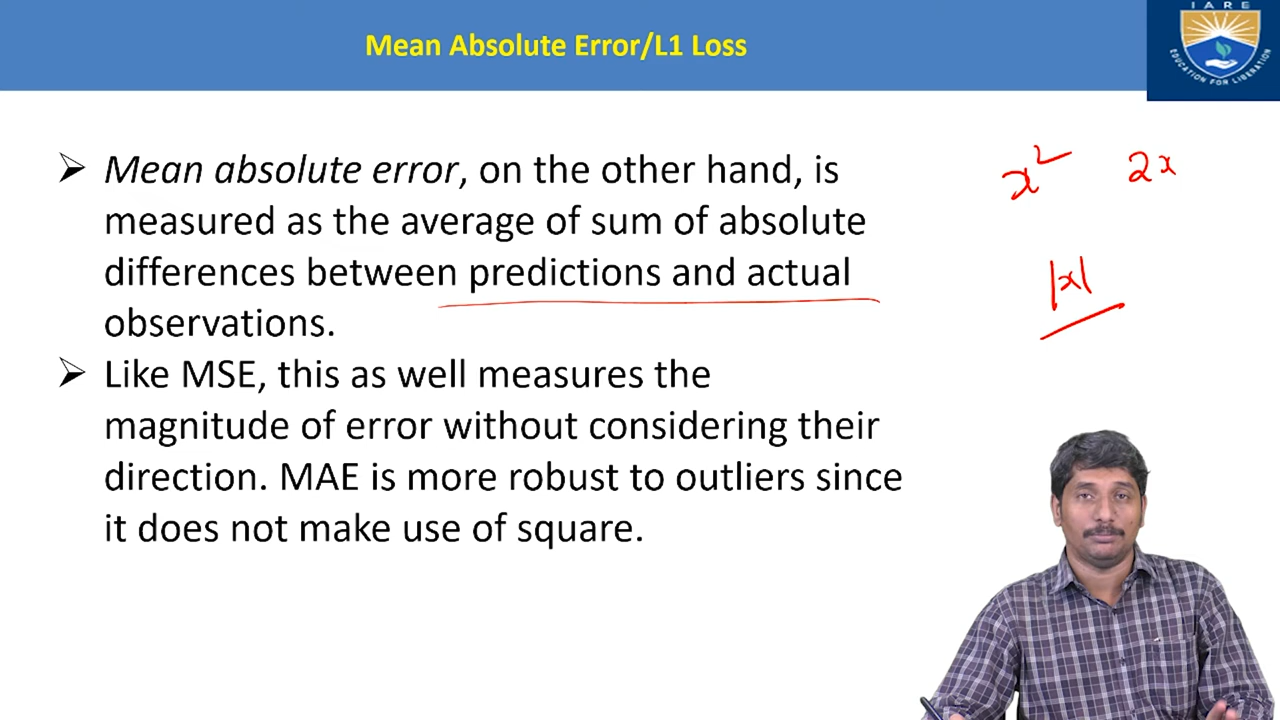 Mean Absolute Error/L1 Loss
IARE
EDUCATION FOR LIBERATION
➢ Mean absolute error, on the other hand, is
measured as the average of sum of absolute
differences between predictions and actual
observations.
➢ Like MSE, this as well measures the
magnitude of error without considering their
direction. MAE is more robust to outliers since
it does not make use of square.
x² 2x
|x|